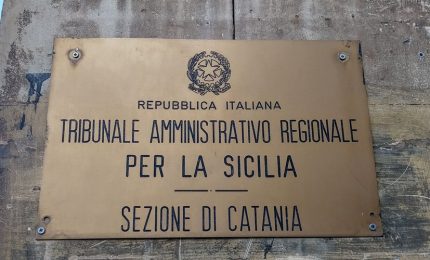 REPUBBLICA ITALIANA
TRIBUNALE AMMINISTRATIVO REGIONALE
PER LA SICILIA
SEZIONE DI CATANIA